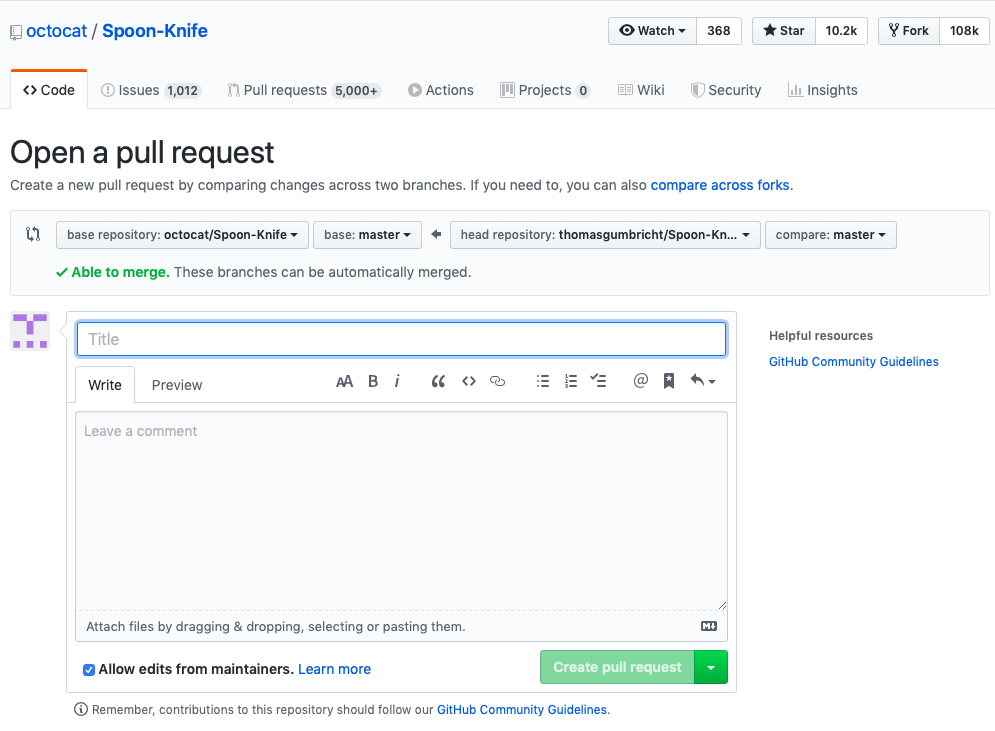 octocat / Spoon-Knife
Watch 368 Star 10.2k Fork 108k
Code Issues 1,012 Pull requests 5,000+ Actions Projects 0 Wiki Security Insights
Open a pull request
Create a new pull request by comparing changes across two branches. If you need to, you can also compare across forks.
base repository: octocat/Spoon-Knife base: master head repository: thomasgumbricht/Spoon-Kn... compare: master
Able to merge. These branches can be automatically merged.
Title
Helpful resources
GitHub Community Guidelines
Write Preview AA B i @
Leave a comment
Attach files by dragging & dropping, selecting or pasting them.
Allow edits from maintainers. Learn more
Create pull request
Remember, contributions to this repository should follow our GitHub Community Guidelines.